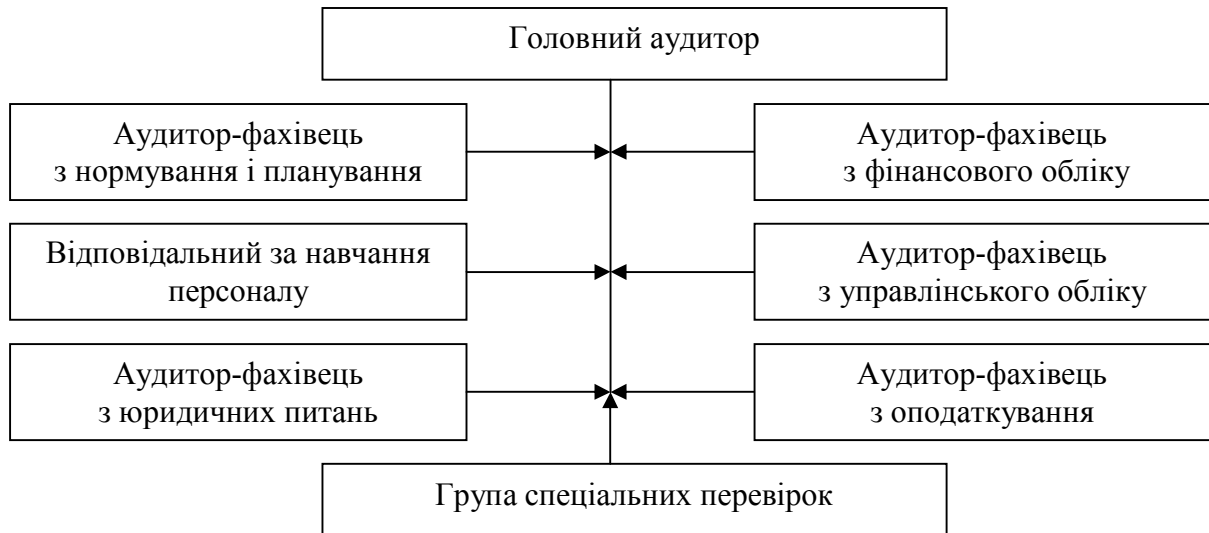 Головний аудитор
Аудитор-фахівець
з нормування і планування
Аудитор-фахівець
з фінансового обліку
Відповідальний за навчання
персоналу
Аудитор-фахівець
з управлінського обліку
Аудитор-фахівець
з юридичних питань
Аудитор-фахівець
з оподаткування
Група спеціальних перевірок